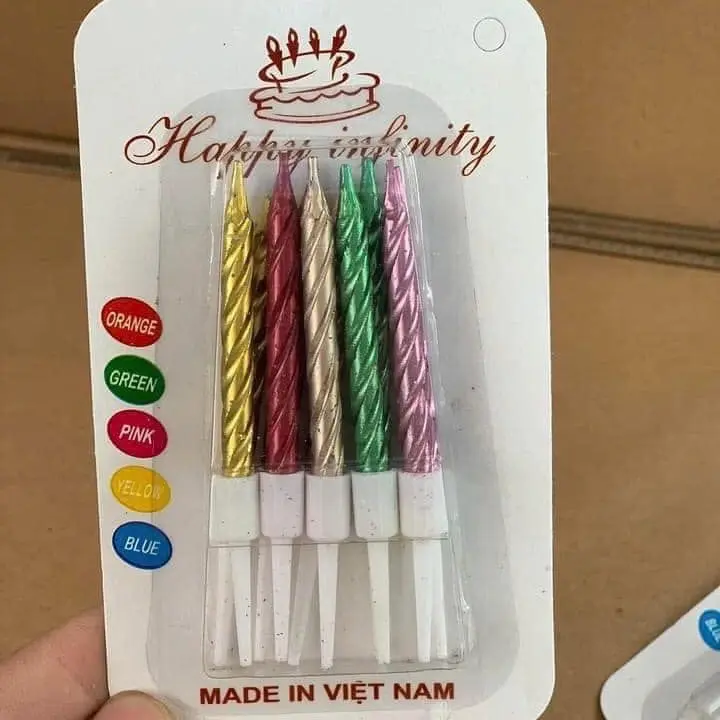 Happy infinity
ORANGE
GREEN
PINK
YELLOW
BLUE
MADE IN VIỆT NAM